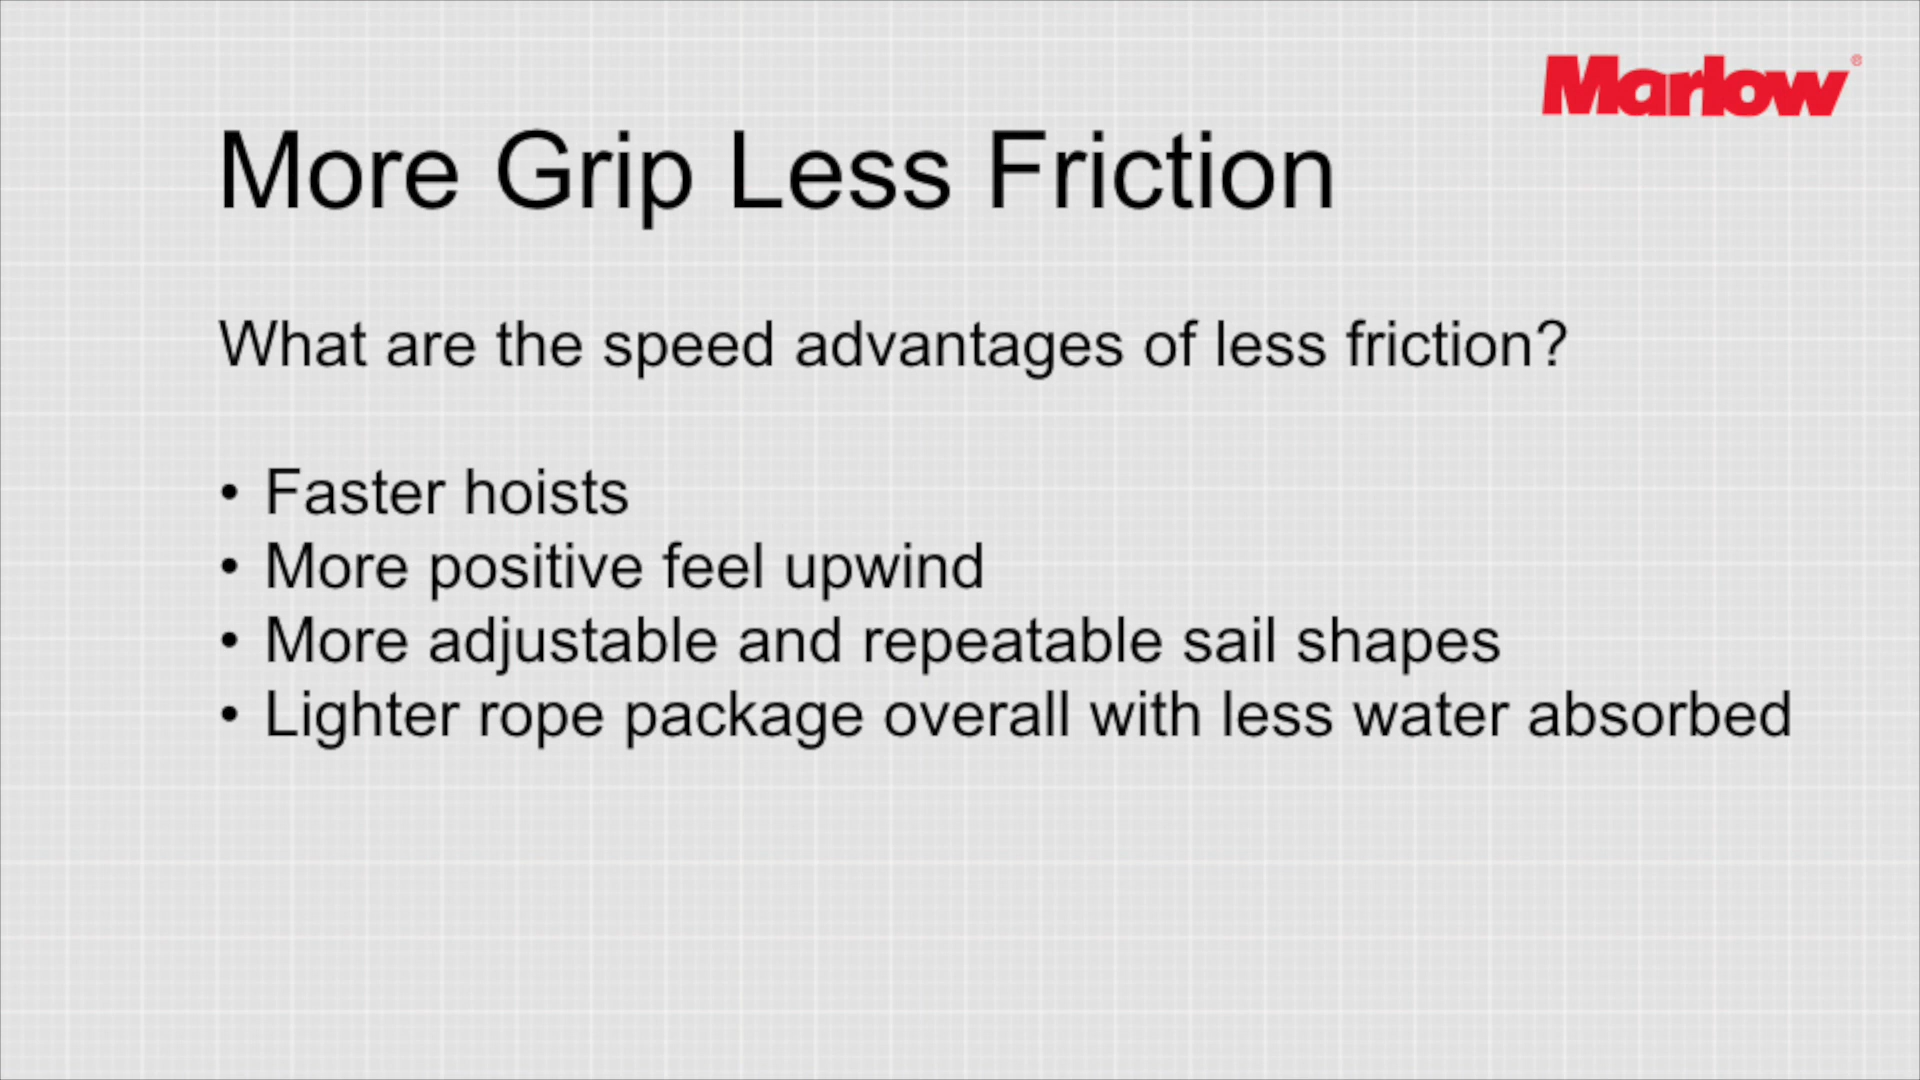 Marlow®
More Grip Less Friction
What are the speed advantages of less friction?
• Faster hoists
• More positive feel upwind
• More adjustable and repeatable sail shapes
• Lighter rope package overall with less water absorbed